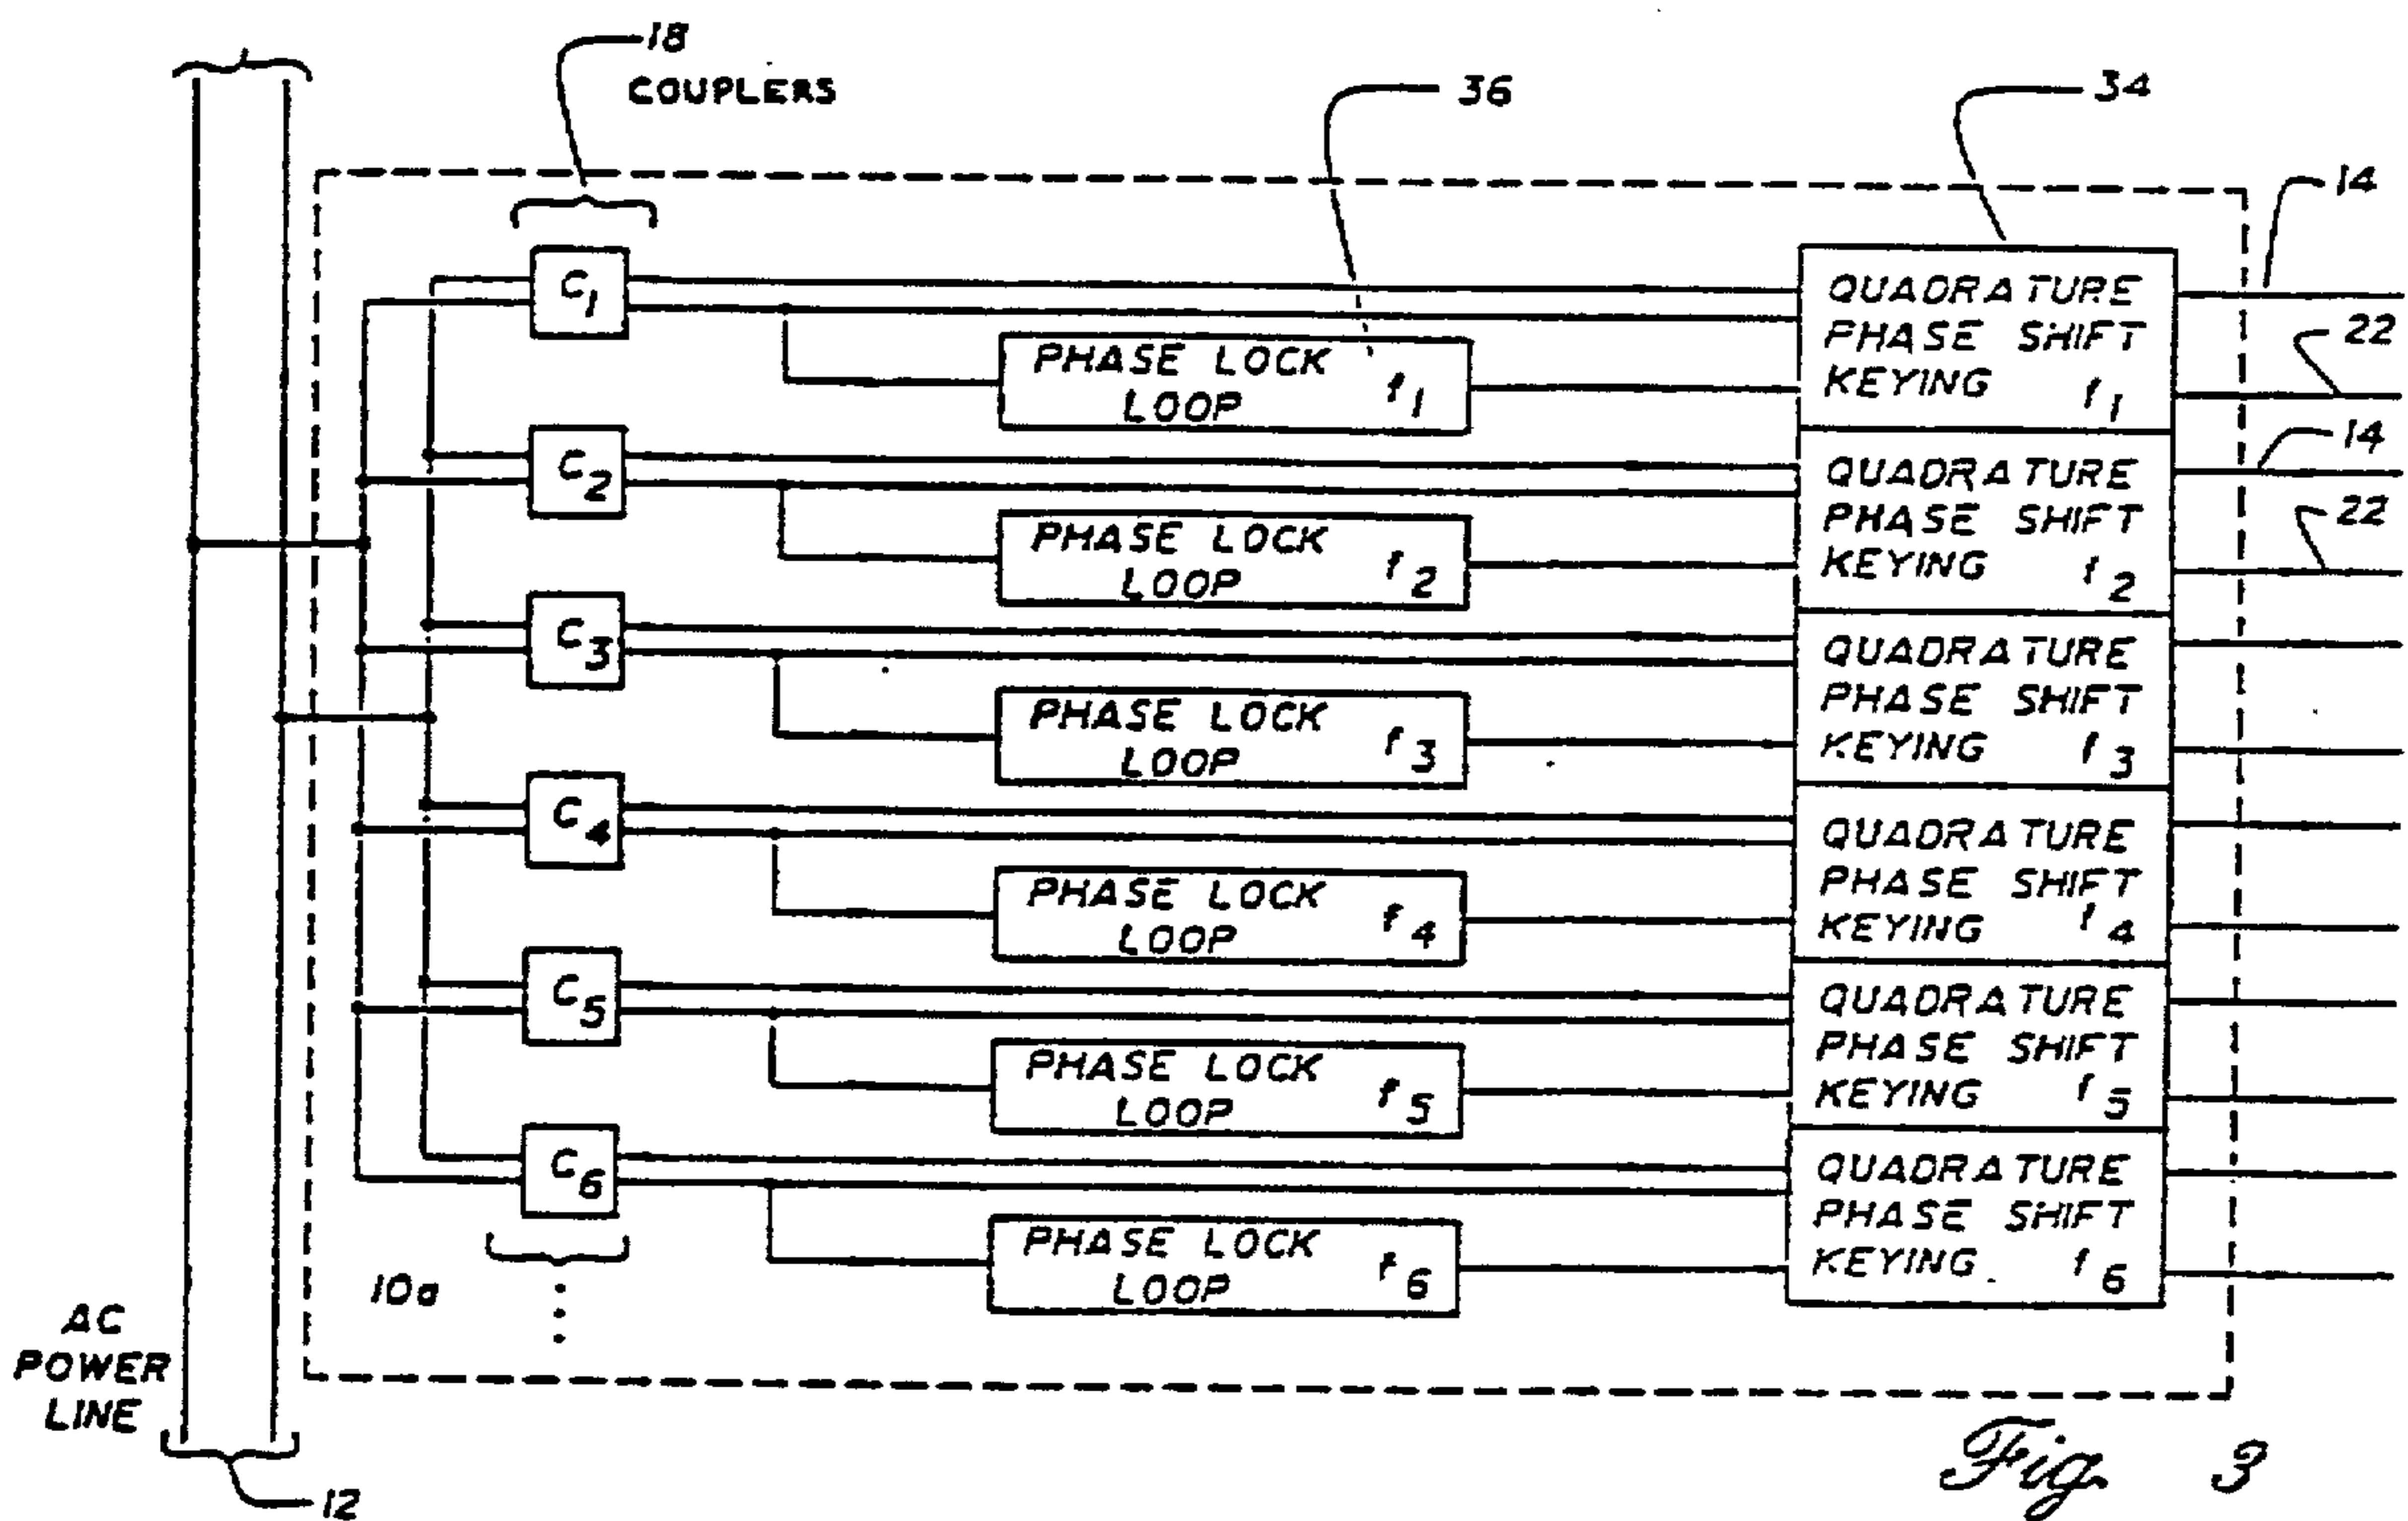 18
COUPLERS
36
34
14
C1
QUADRATURE
PHASE SHIFT
KEYING f1
22
PHASE LOCK
LOOP f1
14
C2
QUADRATURE
PHASE SHIFT
KEYING f2
22
PHASE LOCK
LOOP f2
C3
QUADRATURE
PHASE SHIFT
KEYING f3
PHASE LOCK
LOOP f3
C4
QUADRATURE
PHASE SHIFT
KEYING f4
PHASE LOCK
LOOP f4
C5
QUADRATURE
PHASE SHIFT
KEYING f5
PHASE LOCK
LOOP f5
C6
QUADRATURE
PHASE SHIFT
KEYING f6
PHASE LOCK
LOOP f6
10a
AC
POWER
LINE
12
Fig 3